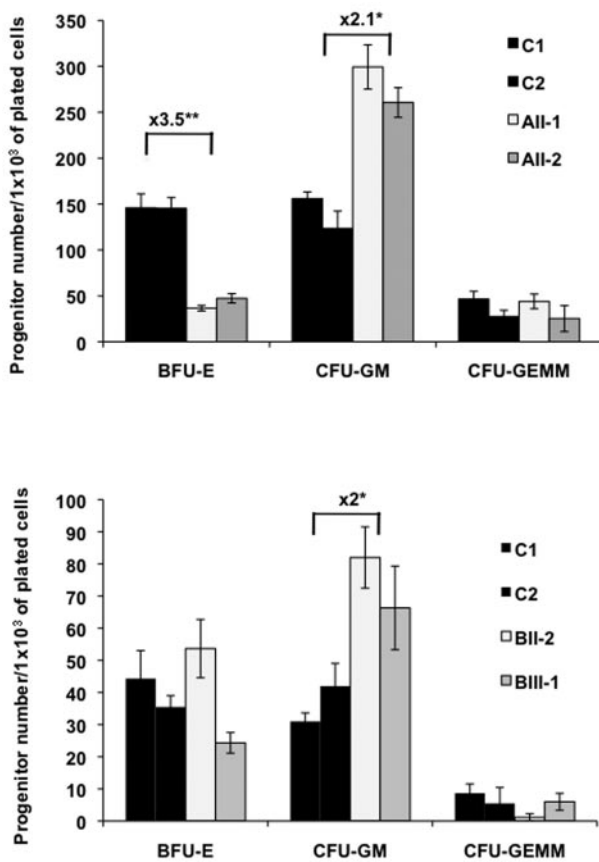 Progenitor number/1x10³ of plated cells
350
300
250
200
150
100
50
0
x3.5**
x2.1*
C1
C2
AII-1
AII-2
BFU-E
CFU-GM
CFU-GEMM
Progenitor number/1x10³ of plated cells
100
90
80
70
60
50
40
30
20
10
0
x2*
C1
C2
BII-2
BIII-1
BFU-E
CFU-GM
CFU-GEMM